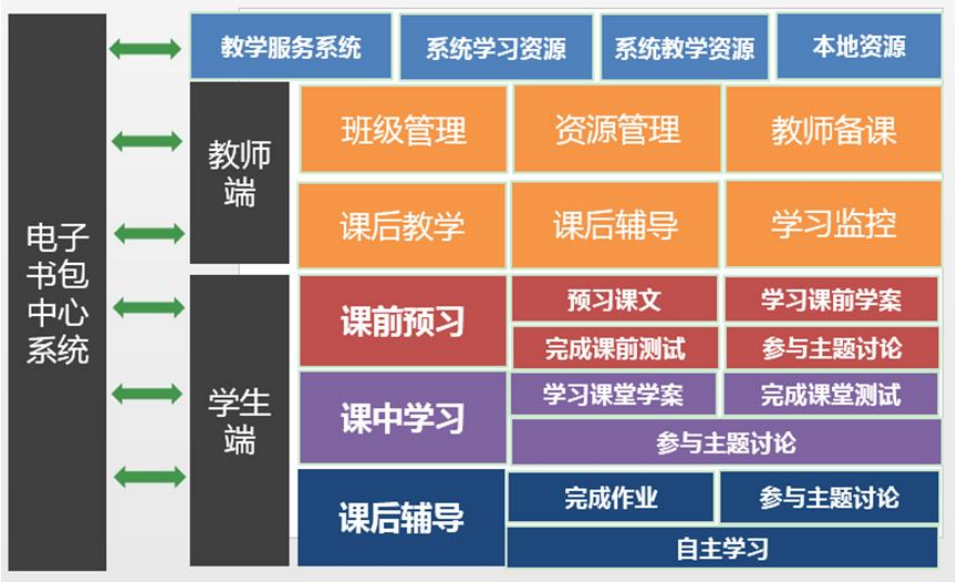 电子
书包
中心
系统
教学服务系统
系统学习资源
系统教学资源
本地资源
教师
端
班级管理
资源管理
教师备课
课后教学
课后辅导
学习监控
学生
端
课前预习
预习课文
学习课前学案
完成课前测试
参与主题讨论
课中学习
学习课堂学案
完成课堂测试
参与主题讨论
课后辅导
完成作业
参与主题讨论
自主学习